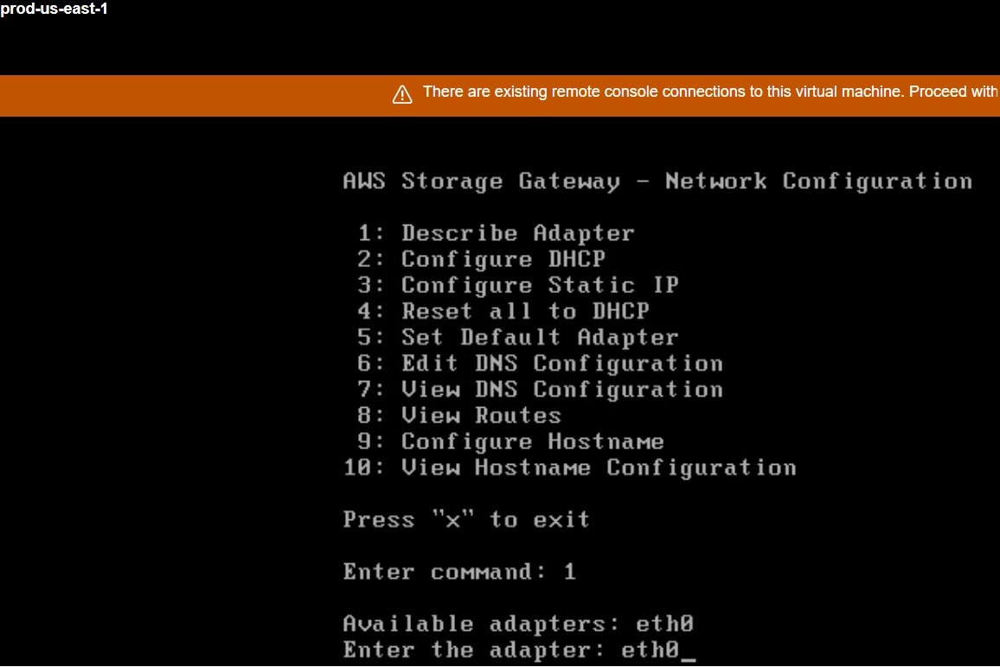 prod-us-east-1
There are existing remote console connections to this virtual machine. Proceed with
AWS Storage Gateway - Network Configuration
1: Describe Adapter
2: Configure DHCP
3: Configure Static IP
4: Reset all to DHCP
5: Set Default Adapter
6: Edit DNS Configuration
7: View DNS Configuration
8: View Routes
9: Configure Hostname
10: View Hostname Configuration
Press "x" to exit
Enter command: 1
Available adapters: eth0
Enter the adapter: eth0_